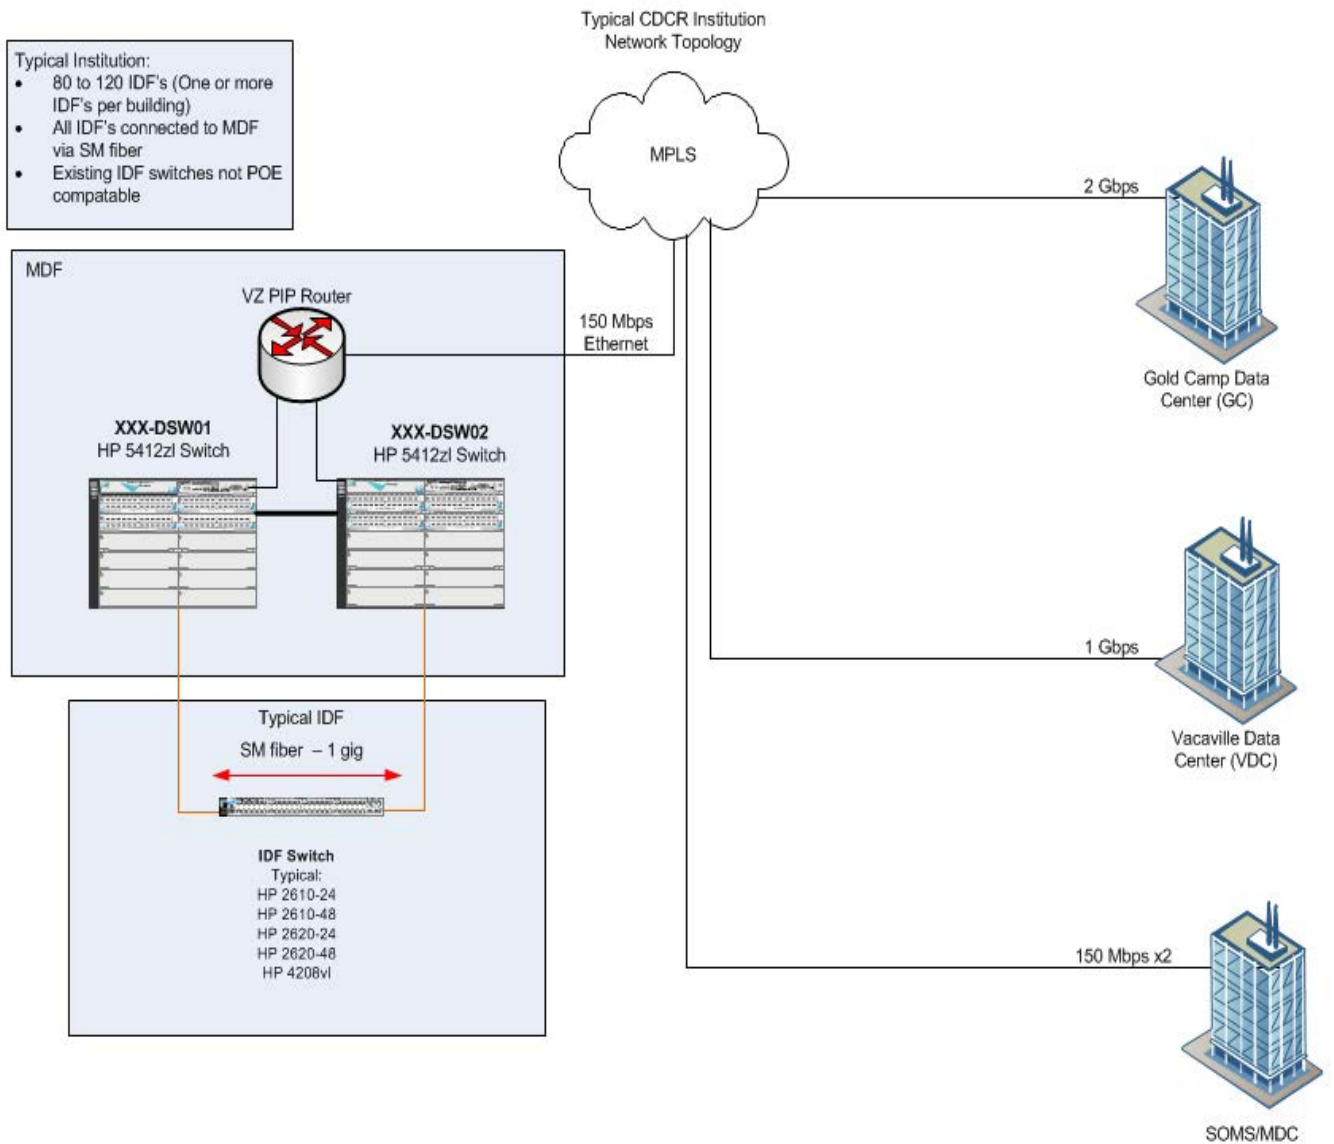 Typical CDCR Institution
Network Topology
Typical Institution:
• 80 to 120 IDF's (One or more
IDF's per building)
• All IDF's connected to MDF
via SM fiber
• Existing IDF switches not POE
compatable
MPLS
2 Gbps
Gold Camp Data
Center (GC)
MDF
VZ PIP Router
150 Mbps
Ethernet
XXX-DSW01
HP 5412zl Switch
XXX-DSW02
HP 5412zl Switch
1 Gbps
Vacaville Data
Center (VDC)
Typical IDF
SM fiber – 1 gig
IDF Switch
Typical:
HP 2610-24
HP 2610-48
HP 2620-24
HP 2620-48
HP 4208vl
150 Mbps x2
SOMS/MDC